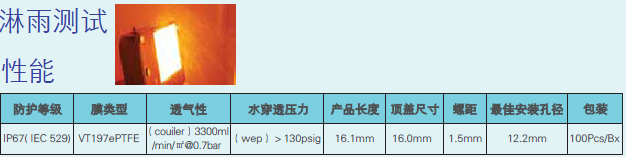 淋雨测试
性能
防护等级 膜类型 透气性 水穿透压力 产品长度 顶盖尺寸 螺距 最佳安装孔径 包装
IP67( IEC 529) VT197ePTFE ( couiler) 3300ml /min/㎡@0.7bar ( wep ) >130psig 16.1mm 16.0mm 1.5mm 12.2mm 100Pcs/Bx